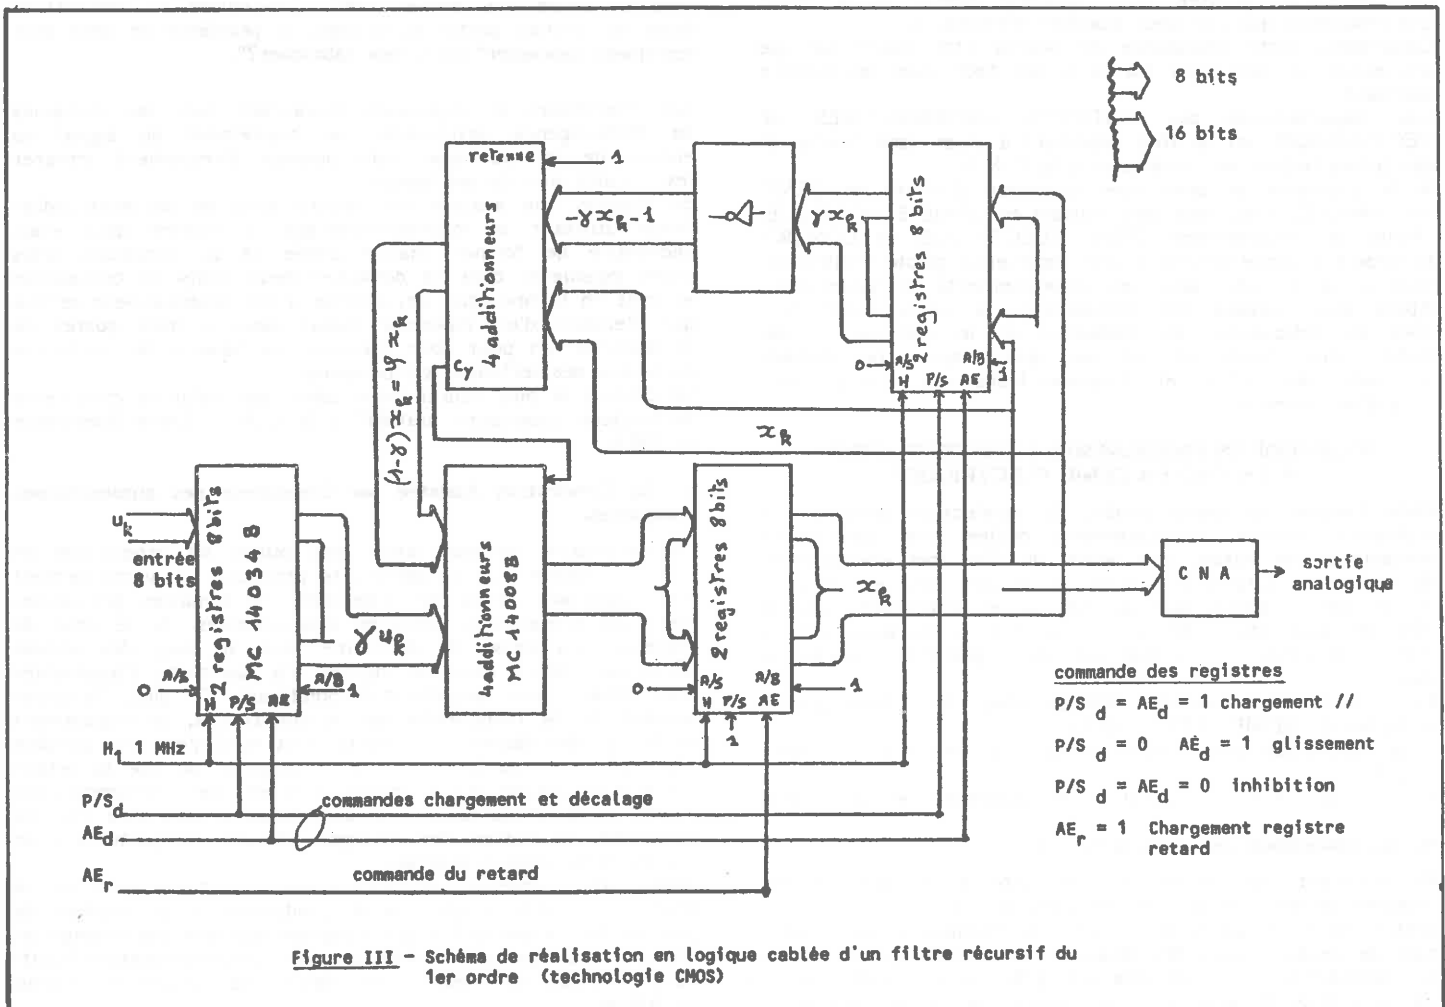 8 bits
16 bits
retenue
1
4 additionneurs
Cy
-γx_k-1
γx_k
2 registres 8 bits
0
A/S
A/B
1
H P/S AE
(1-γ)x_k = φx_k
x_k
u_k
entrée
8 bits
2 registres 8 bits
MC 14034 B
γu_k
0
A/S
A/B
1
H P/S AE
4 additionneurs
MC 14008B
2 registres 8 bits
0
A/S
A/B
1
H P/S AE
1
x_k
C N A
sortie
analogique
H_1 1 MHz
P/S_d
commandes chargement et décalage
AE_d
AE_r
commande du retard
commande des registres
P/S_d = AE_d = 1 chargement //
P/S_d = 0 AE_d = 1 glissement
P/S_d = AE_d = 0 inhibition
AE_r = 1 Chargement registre
retard
Figure III - Schéma de réalisation en logique cablée d'un filtre récursif du
1er ordre (technologie CMOS)